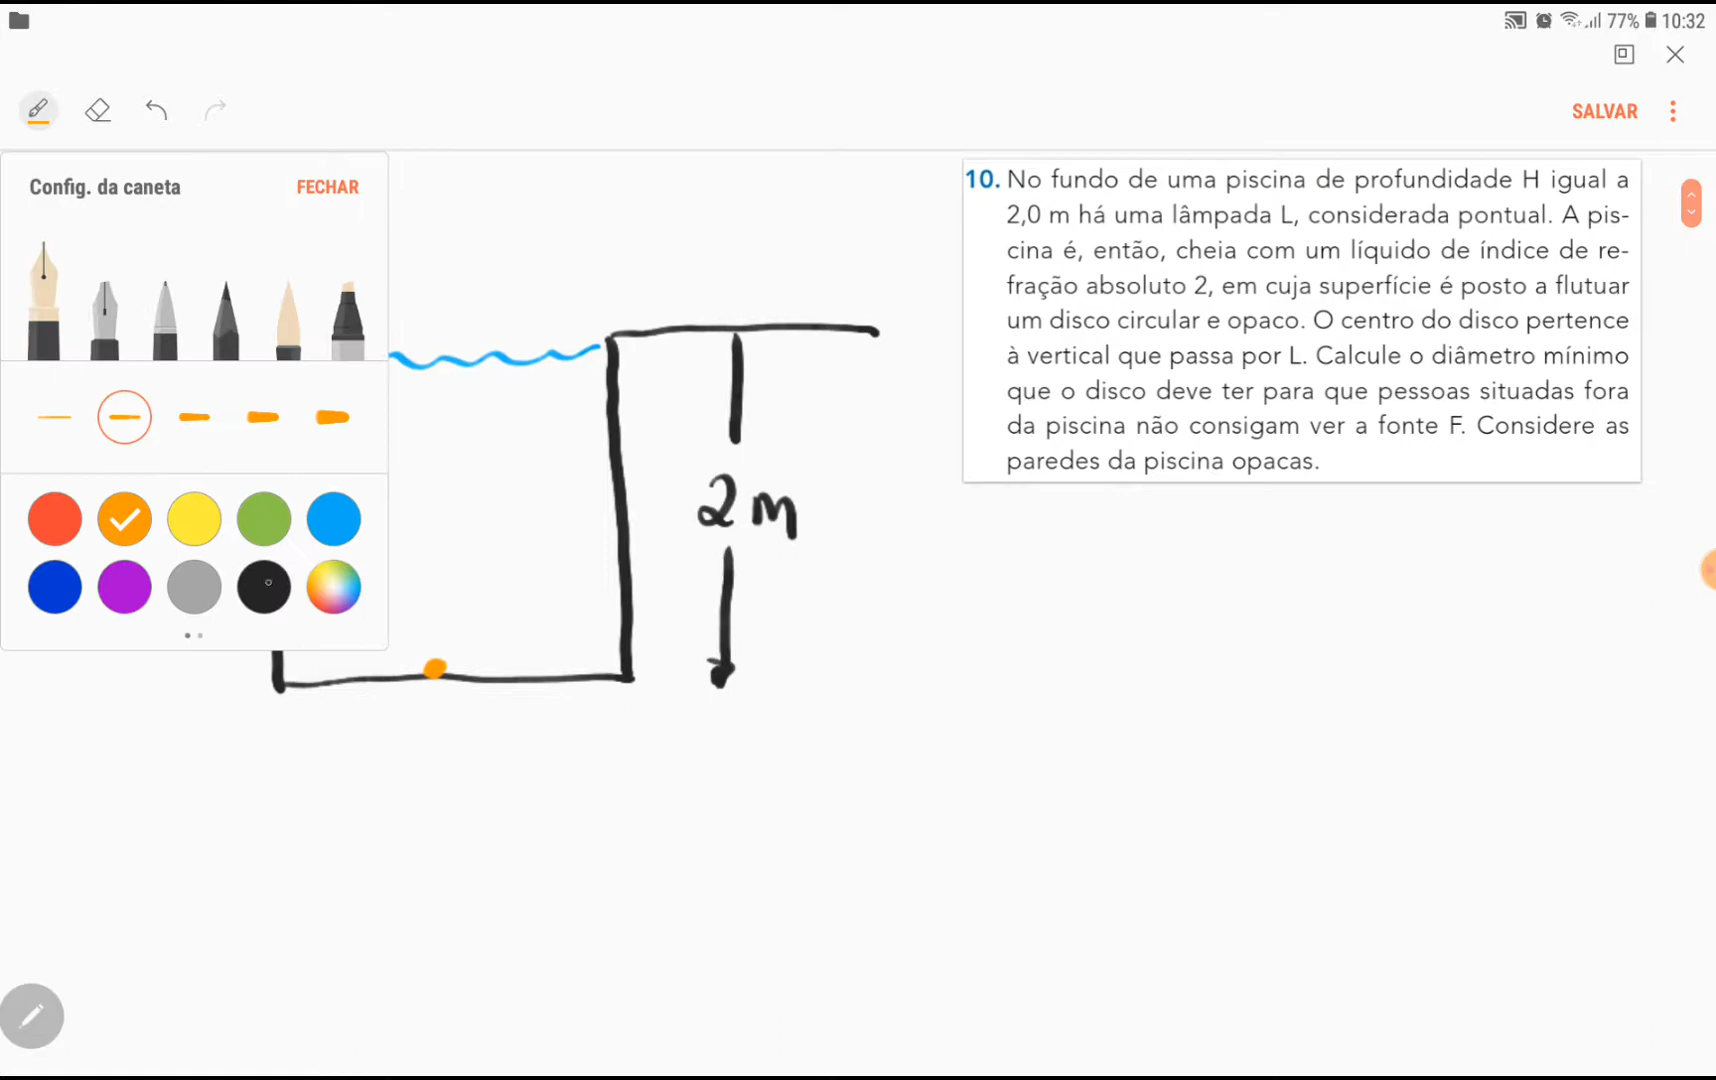 77% 10:32
SALVAR
Config. da caneta
FECHAR
10. No fundo de uma piscina de profundidade H igual a
2,0 m há uma lâmpada L, considerada pontual. A pis-
cina é, então, cheia com um líquido de índice de re-
fração absoluto 2, em cuja superfície é posto a flutuar
um disco circular e opaco. O centro do disco pertence
à vertical que passa por L. Calcule o diâmetro mínimo
que o disco deve ter para que pessoas situadas fora
da piscina não consigam ver a fonte F. Considere as
paredes da piscina opacas.
2 m